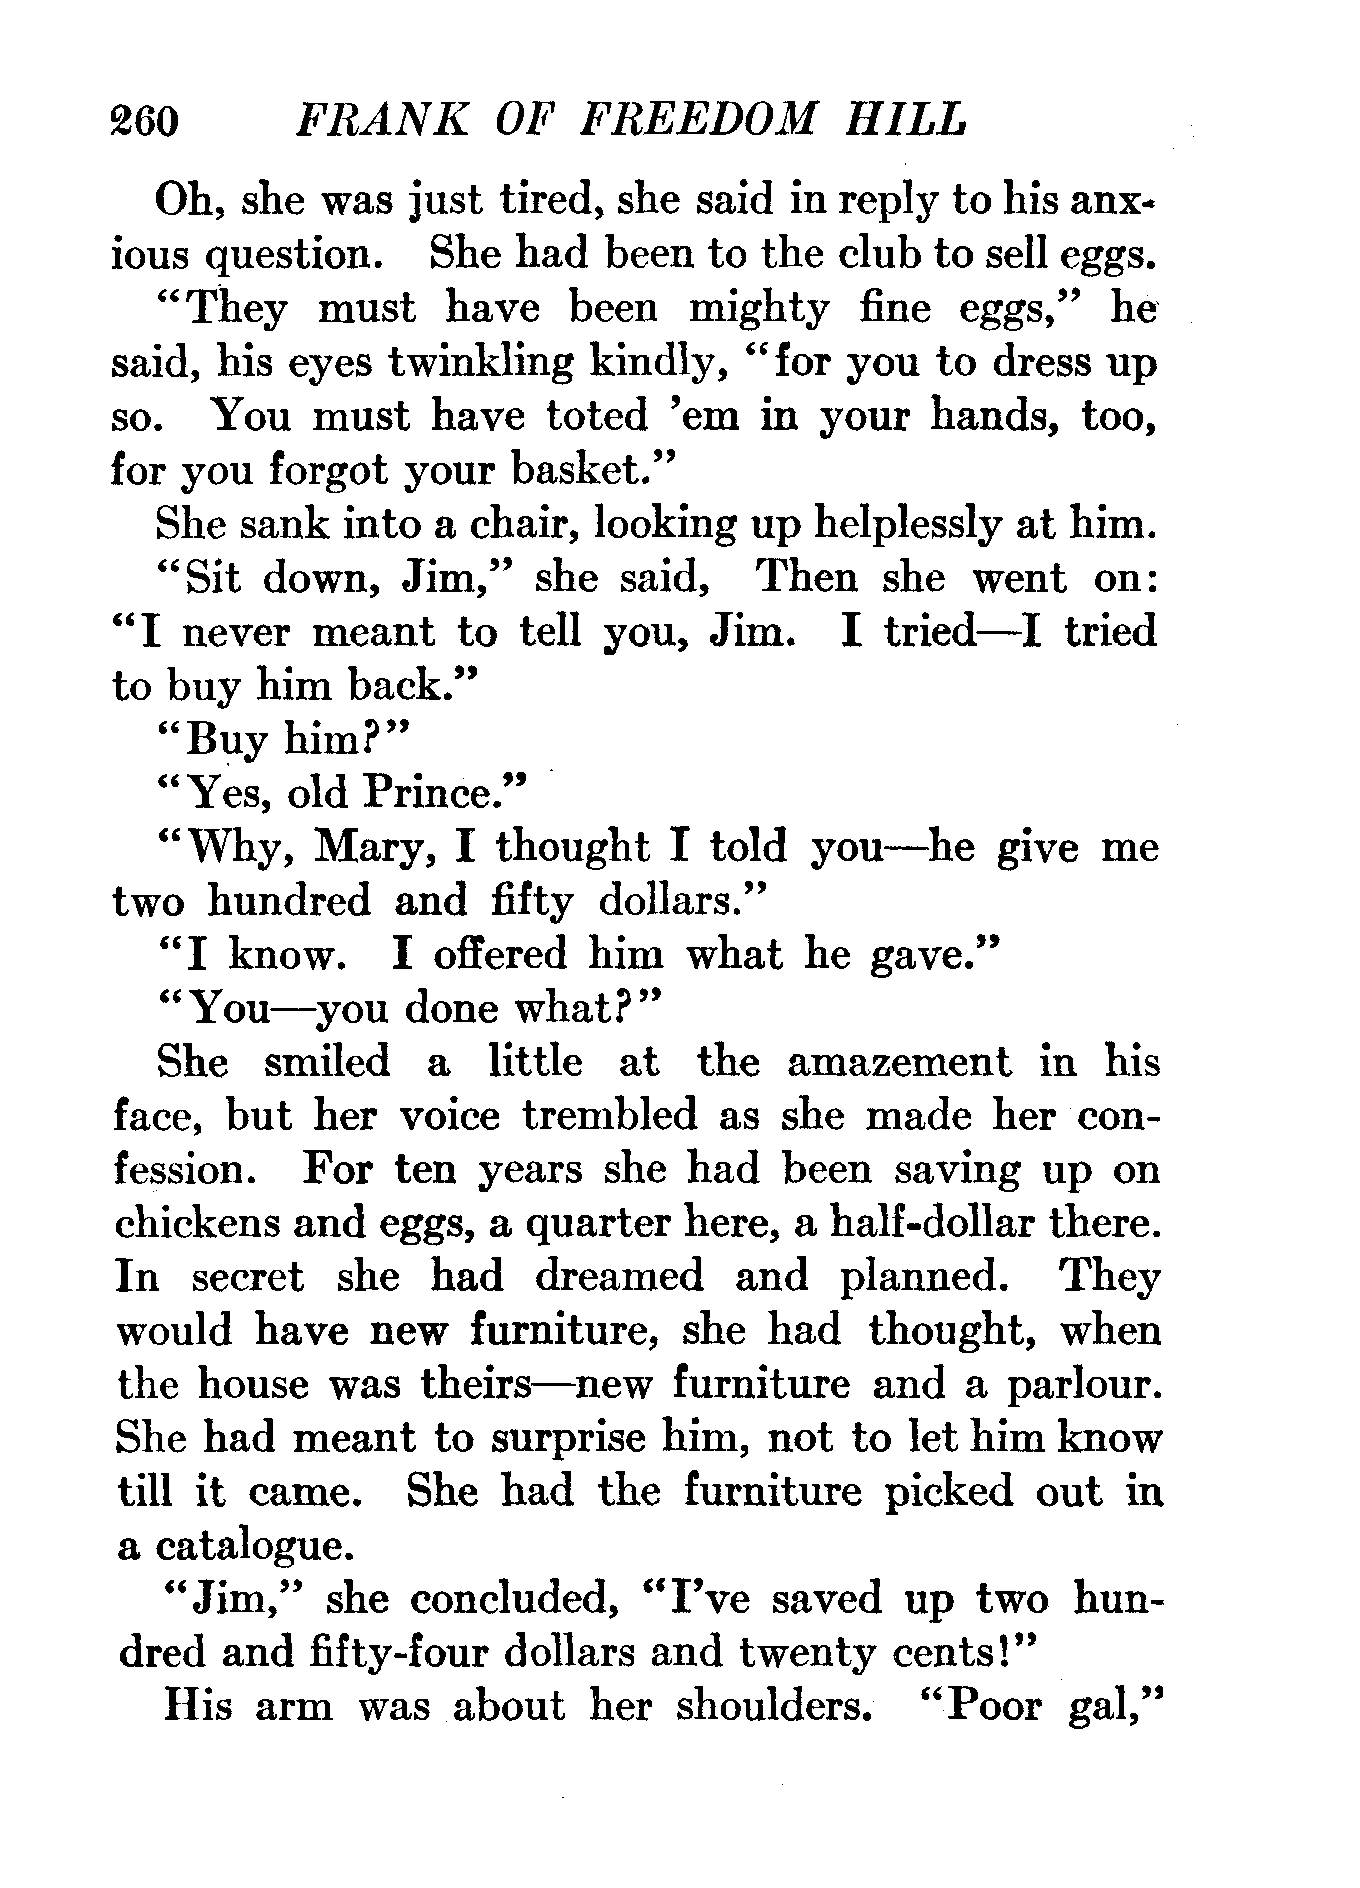 260 FRANK OF FREEDOM HILL
Oh, she was just tired, she said in reply to his anx-
ious question. She had been to the club to sell eggs.
"They must have been mighty fine eggs," he
said, his eyes twinkling kindly, "for you to dress up
so. You must have toted 'em in your hands, too,
for you forgot your basket."
She sank into a chair, looking up helplessly at him.
"Sit down, Jim," she said, Then she went on:
"I never meant to tell you, Jim. I tried—I tried
to buy him back."
"Buy him?"
"Yes, old Prince."
"Why, Mary, I thought I told you—he give me
two hundred and fifty dollars."
"I know. I offered him what he gave."
"You—you done what?"
She smiled a little at the amazement in his
face, but her voice trembled as she made her con-
fession. For ten years she had been saving up on
chickens and eggs, a quarter here, a half-dollar there.
In secret she had dreamed and planned. They
would have new furniture, she had thought, when
the house was theirs—new furniture and a parlour.
She had meant to surprise him, not to let him know
till it came. She had the furniture picked out in
a catalogue.
"Jim," she concluded, "I've saved up two hun-
dred and fifty-four dollars and twenty cents!"
His arm was about her shoulders. "Poor gal,"